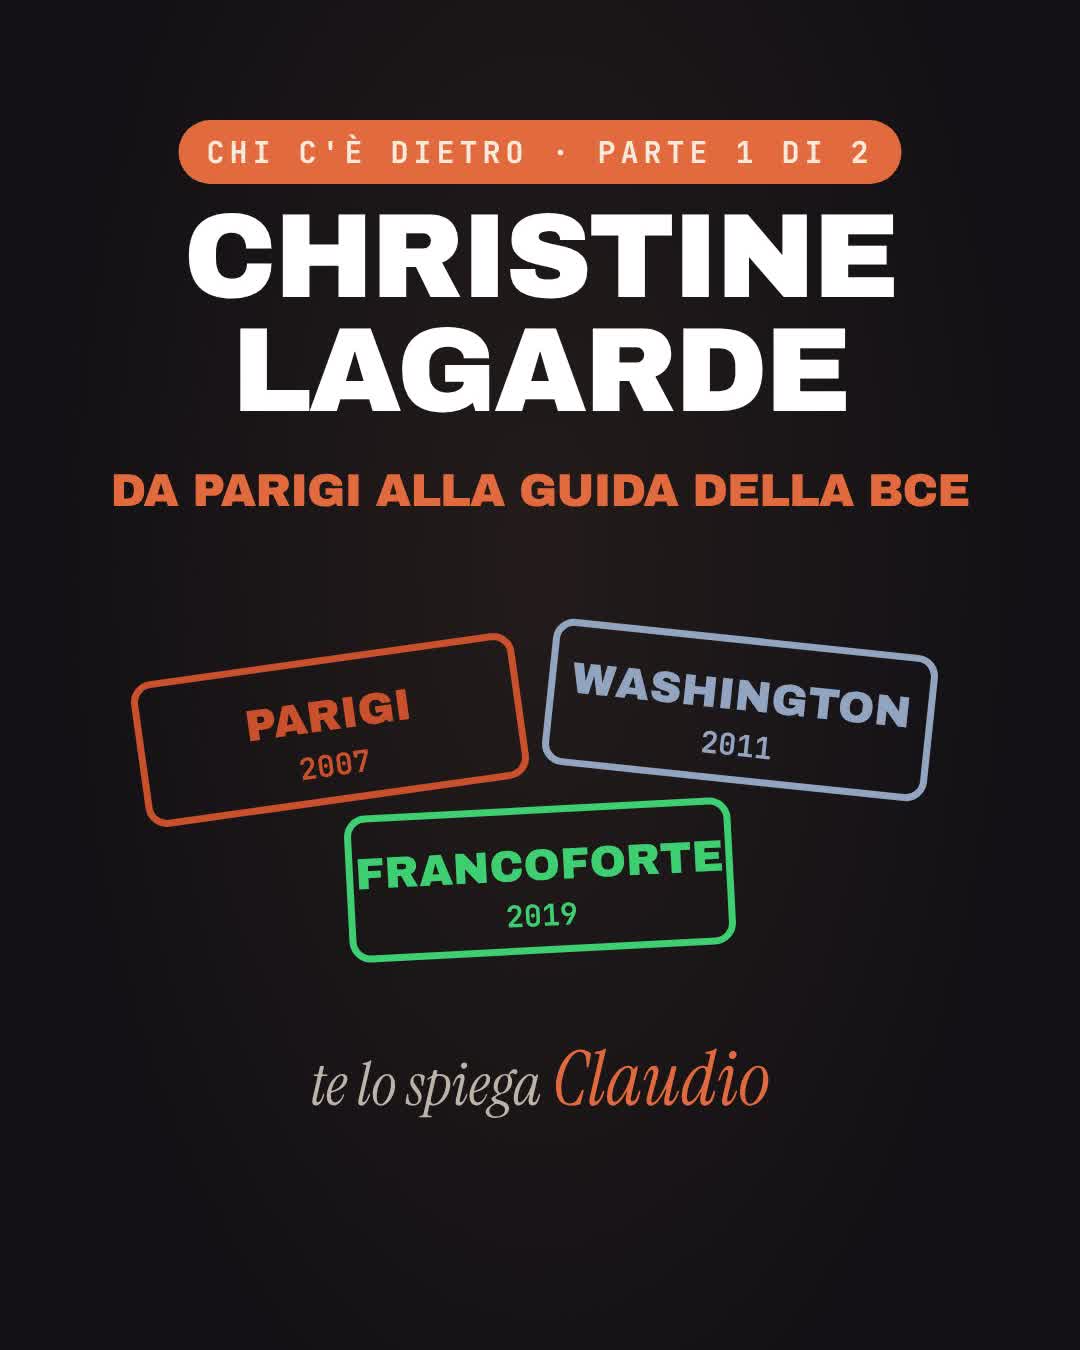 CHI C'È DIETRO · PARTE 1 DI 2
CHRISTINE
LAGARDE
DA PARIGI ALLA GUIDA DELLA BCE
PARIGI
2007
WASHINGTON
2011
FRANCOFORTE
2019
te lo spiega Claudio